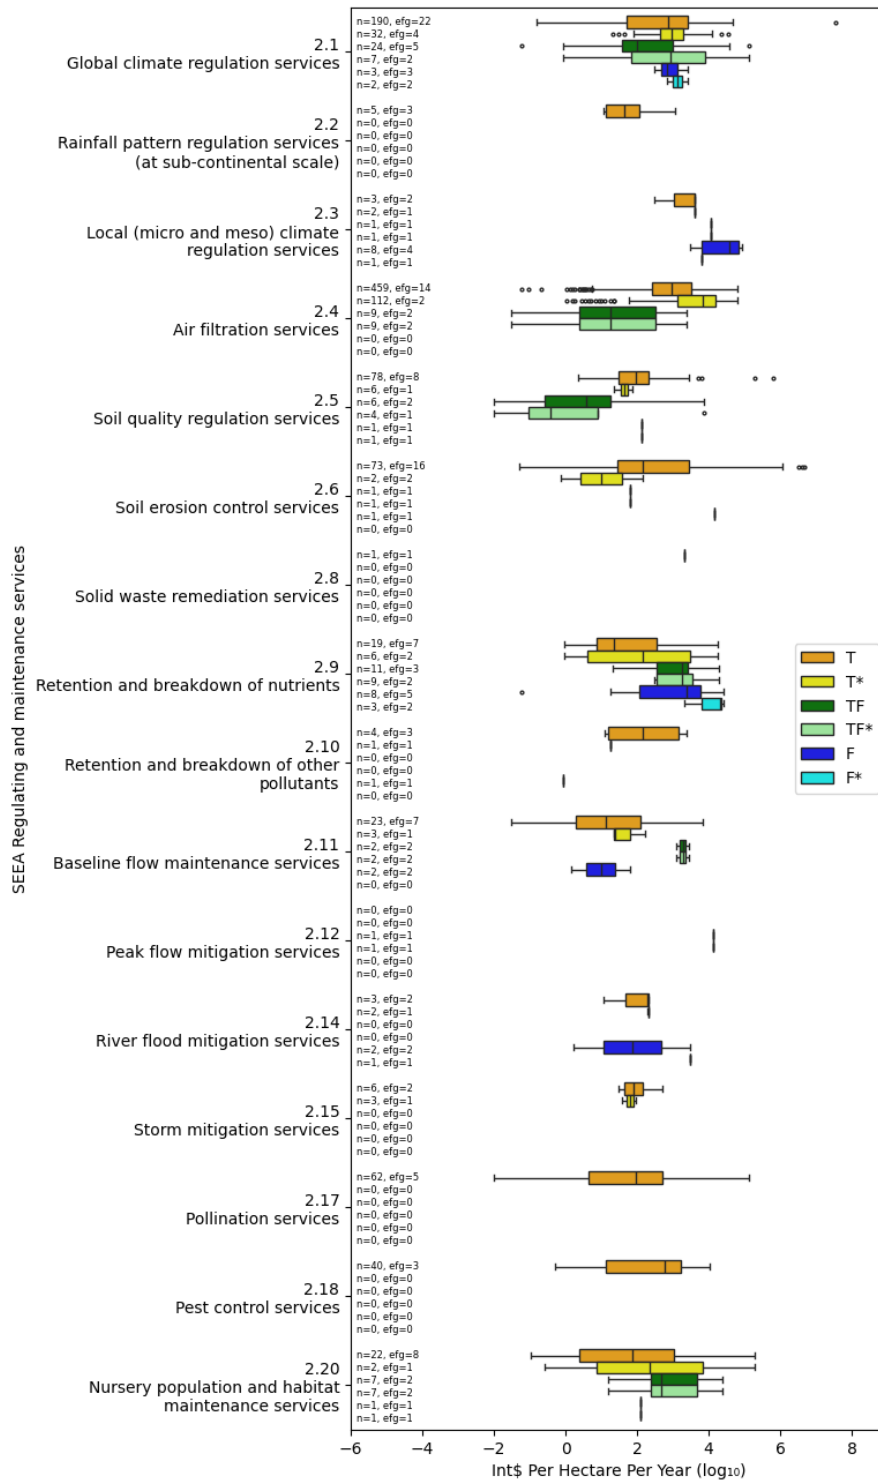 2.1
Global climate regulation services
n=190, efg=22
n=32, efg=4
n=24, efg=5
n=7, efg=2
n=3, efg=3
n=2, efg=2
2.2
Rainfall pattern regulation services
(at sub-continental scale)
n=5, efg=3
n=0, efg=0
n=0, efg=0
n=0, efg=0
n=0, efg=0
n=0, efg=0
2.3
Local (micro and meso) climate
regulation services
n=3, efg=2
n=2, efg=1
n=1, efg=1
n=1, efg=1
n=8, efg=4
n=1, efg=1
2.4
Air filtration services
n=459, efg=14
n=112, efg=2
n=9, efg=2
n=9, efg=2
n=0, efg=0
n=0, efg=0
2.5
Soil quality regulation services
n=78, efg=8
n=6, efg=1
n=6, efg=2
n=4, efg=1
n=1, efg=1
n=1, efg=1
2.6
Soil erosion control services
n=73, efg=16
n=2, efg=2
n=1, efg=1
n=1, efg=1
n=1, efg=1
n=0, efg=0
2.8
Solid waste remediation services
n=1, efg=1
n=0, efg=0
n=0, efg=0
n=0, efg=0
n=0, efg=0
n=0, efg=0
2.9
Retention and breakdown of nutrients
n=19, efg=7
n=6, efg=2
n=11, efg=3
n=9, efg=2
n=8, efg=5
n=3, efg=2
2.10
Retention and breakdown of other
pollutants
n=4, efg=3
n=1, efg=1
n=0, efg=0
n=0, efg=0
n=1, efg=1
n=0, efg=0
2.11
Baseline flow maintenance services
n=23, efg=7
n=3, efg=1
n=2, efg=2
n=2, efg=2
n=2, efg=2
n=0, efg=0
2.12
Peak flow mitigation services
n=0, efg=0
n=0, efg=0
n=1, efg=1
n=1, efg=1
n=0, efg=0
n=0, efg=0
2.14
River flood mitigation services
n=3, efg=2
n=2, efg=1
n=0, efg=0
n=0, efg=0
n=2, efg=2
n=1, efg=1
2.15
Storm mitigation services
n=6, efg=2
n=3, efg=1
n=0, efg=0
n=0, efg=0
n=0, efg=0
n=0, efg=0
2.17
Pollination services
n=62, efg=5
n=0, efg=0
n=0, efg=0
n=0, efg=0
n=0, efg=0
n=0, efg=0
2.18
Pest control services
n=40, efg=3
n=0, efg=0
n=0, efg=0
n=0, efg=0
n=0, efg=0
n=0, efg=0
2.20
Nursery population and habitat
maintenance services
n=22, efg=8
n=2, efg=1
n=7, efg=2
n=7, efg=2
n=1, efg=1
n=1, efg=1
SEEA Regulating and maintenance services
T
T*
TF
TF*
F
F*
−6 −4 −2 0 2 4 6 8
Int$ Per Hectare Per Year (log₁₀)